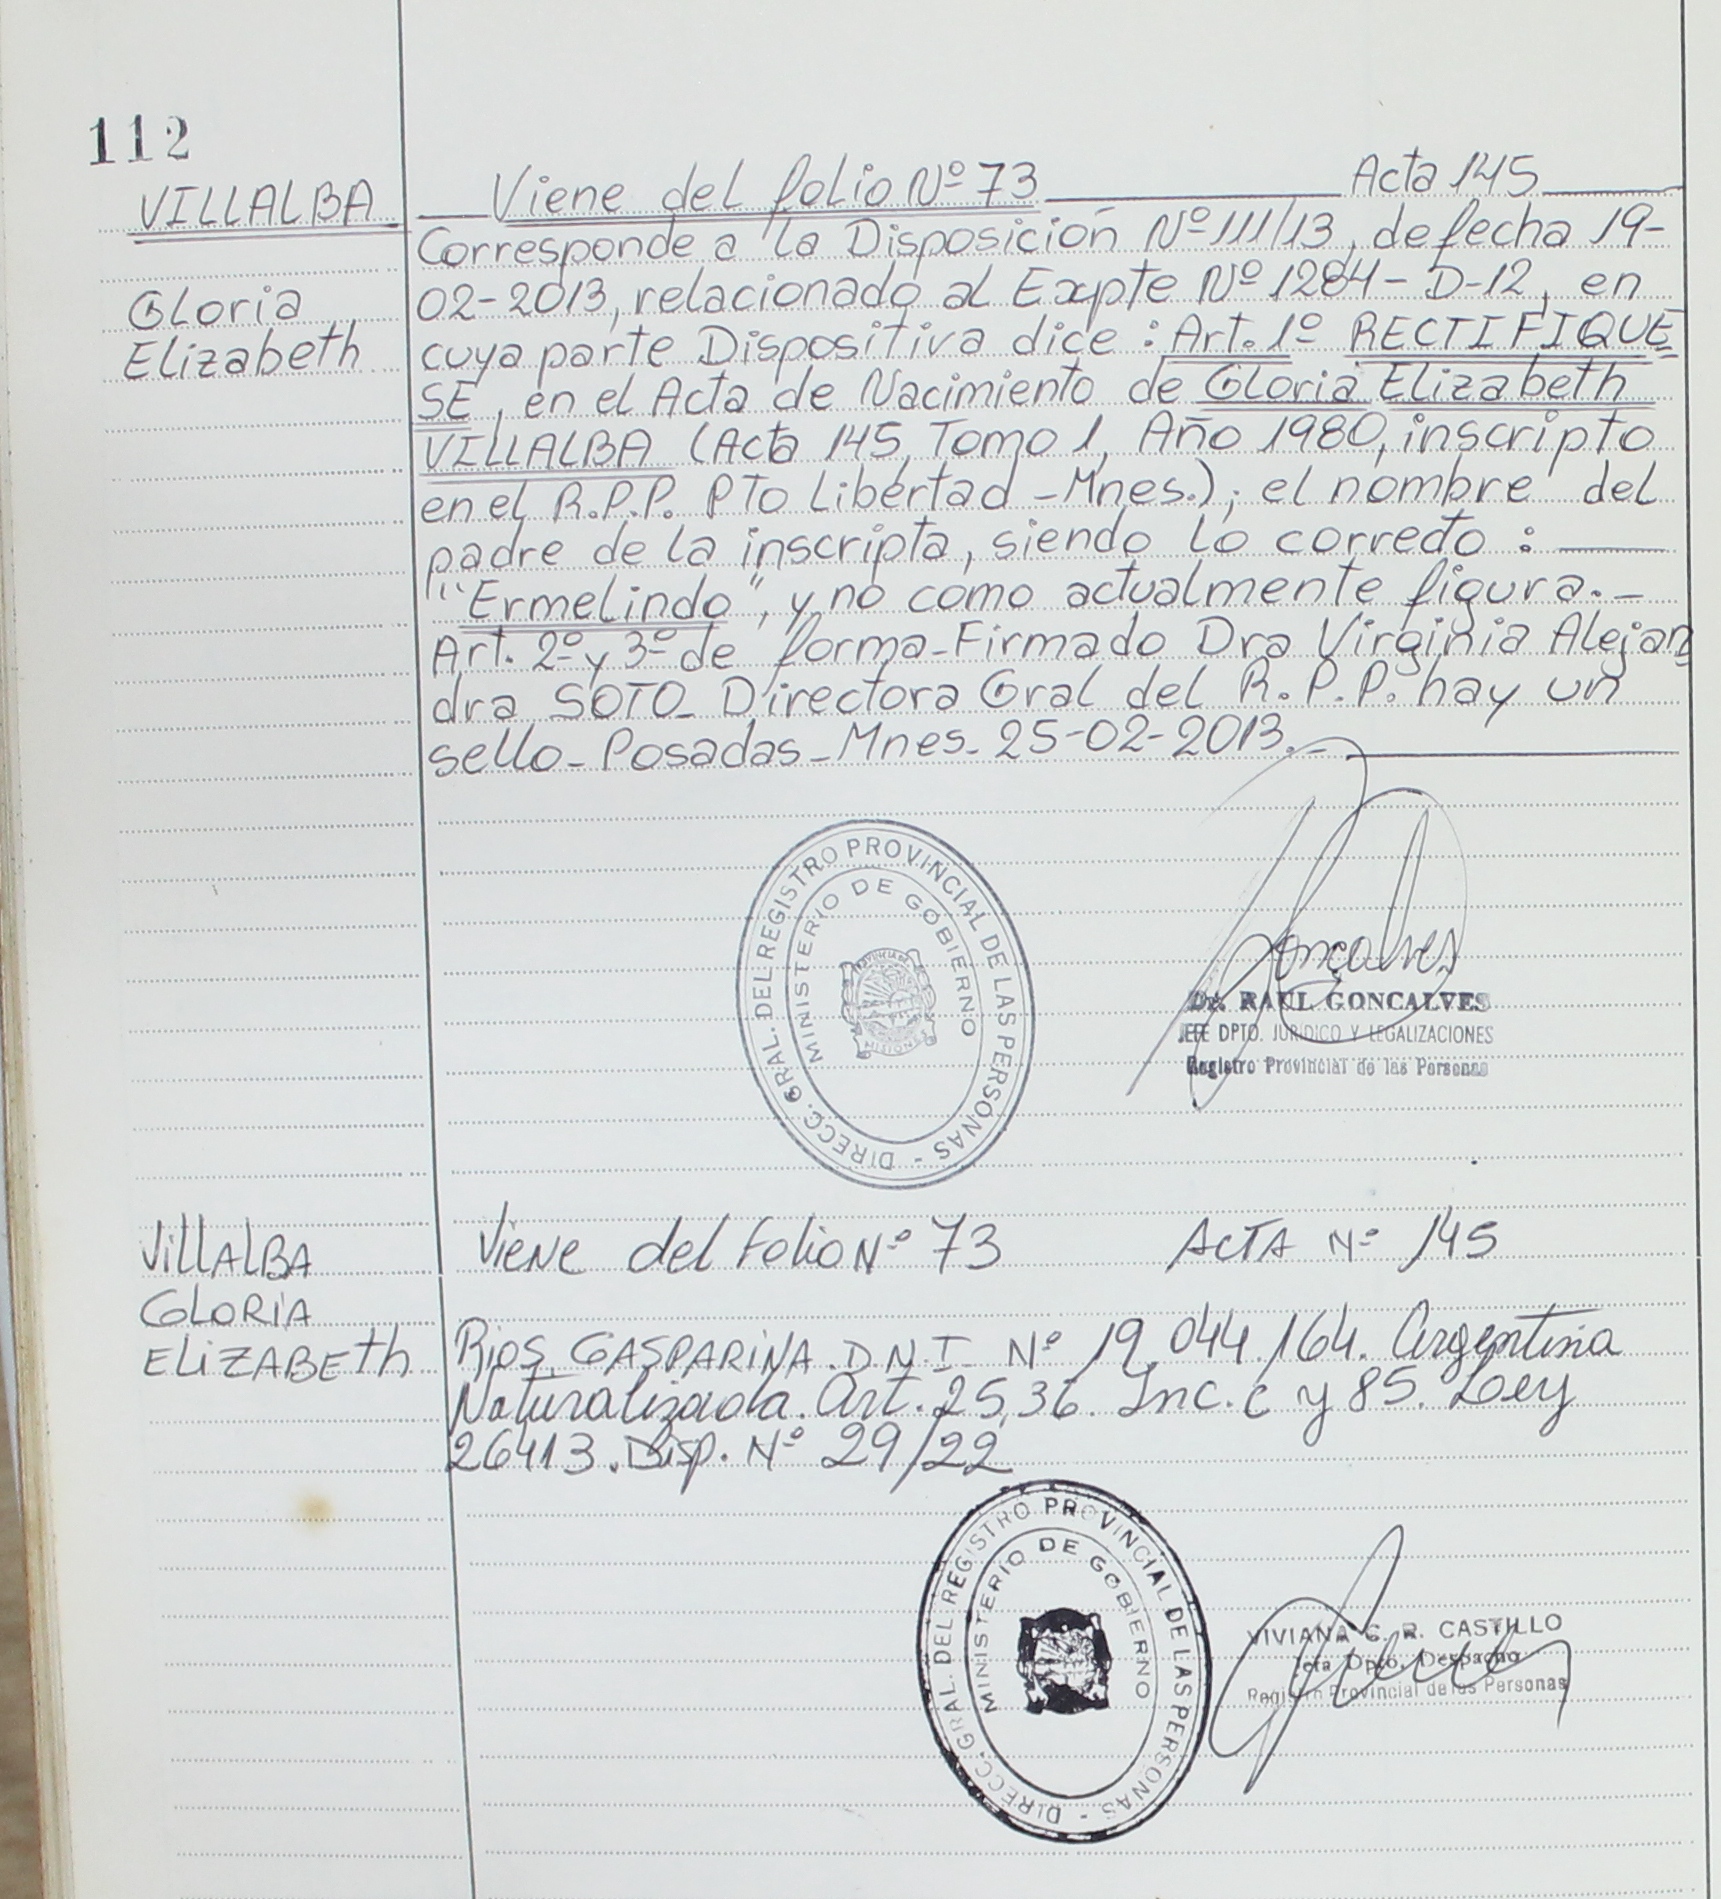 112
VILLALBA
Gloria
Elizabeth
Viene del folio Nº 73 Acta 145
Corresponde a la Disposición Nº 111/13, de fecha 19-
02-2013, relacionado al Expte Nº 1284-D-12, en
cuya parte Dispositiva dice: Art. 1º RECTIFIQUE
SE, en el Acta de Nacimiento de Gloria Elizabeth
VILLALBA (Acta 145, Tomo 1, Año 1980, inscripto
en el R.P.P. PTo Libertad - Mnes.); el nombre del
padre de la inscripta, siendo lo correcto:
"Ermelindo", y no como actualmente figura.-
Art. 2º y 3º de forma-Firmado Dra Virginia Alejan
dra SOTO- Directora Gral del R.P.P. hay un
sello- Posadas-Mnes- 25-02-2013.-
DIRECC. GRAL. DEL REGISTRO PROVINCIAL DE LAS PERSONAS -
MINISTERIO DE GOBIERNO
PROVINCIA DE
MISIONES
Gonçalves
Dr. RAUL GONCALVES
JEFE DPTO. JURIDICO Y LEGALIZACIONES
Registro Provincial de las Personas
VillALBA
GLORiA
ELiZABEth
ViENE del Folio Nº 73 ACTA Nº 145
Rios, GASPARiNA. D.N.I Nº 19.044.164. Argentina
Naturalizada. Art. 25, 36. Inc. c y 85. Ley
26413. Disp. Nº 29/22
DIRECC. GRAL. DEL REGISTRO PROVINCIAL DE LAS PERSONAS -
MINISTERIO DE GOBIERNO
VIVIANA C. R. CASTILLO
Jefa Dpto. Despacho
Registro Provincial de las Personas